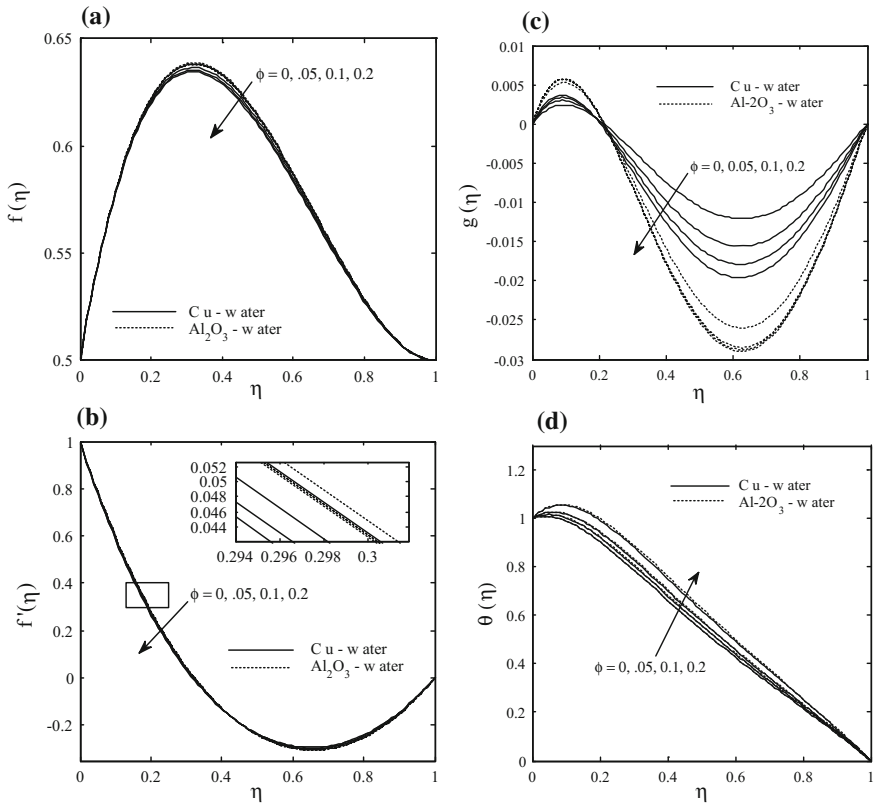 (a)
0.65
0.6
0.55
0.5
f (η)
ϕ = 0, .05, 0.1, 0.2
C u - w ater
Al2O3 - w ater
0
0.2
0.4
0.6
0.8
1
η
(c)
0.01
0.005
0
-0.005
-0.01
-0.015
-0.02
-0.025
-0.03
g (η)
C u - w ater
Al-2O3 - w ater
ϕ = 0, 0.05, 0.1, 0.2
0
0.2
0.4
0.6
0.8
1
η
(b)
1
0.8
0.6
0.4
0.2
0
-0.2
f '(η)
0.052
0.05
0.048
0.046
0.044
0.294
0.296
0.298
0.3
ϕ = 0, .05, 0.1, 0.2
C u - w ater
Al2O3 - w ater
0
0.2
0.4
0.6
0.8
1
η
(d)
1.2
1
0.8
0.6
0.4
0.2
0
θ (η)
C u - w ater
Al-2O3 - w ater
ϕ = 0, .05, 0.1, 0.2
0
0.2
0.4
0.6
0.8
1
η